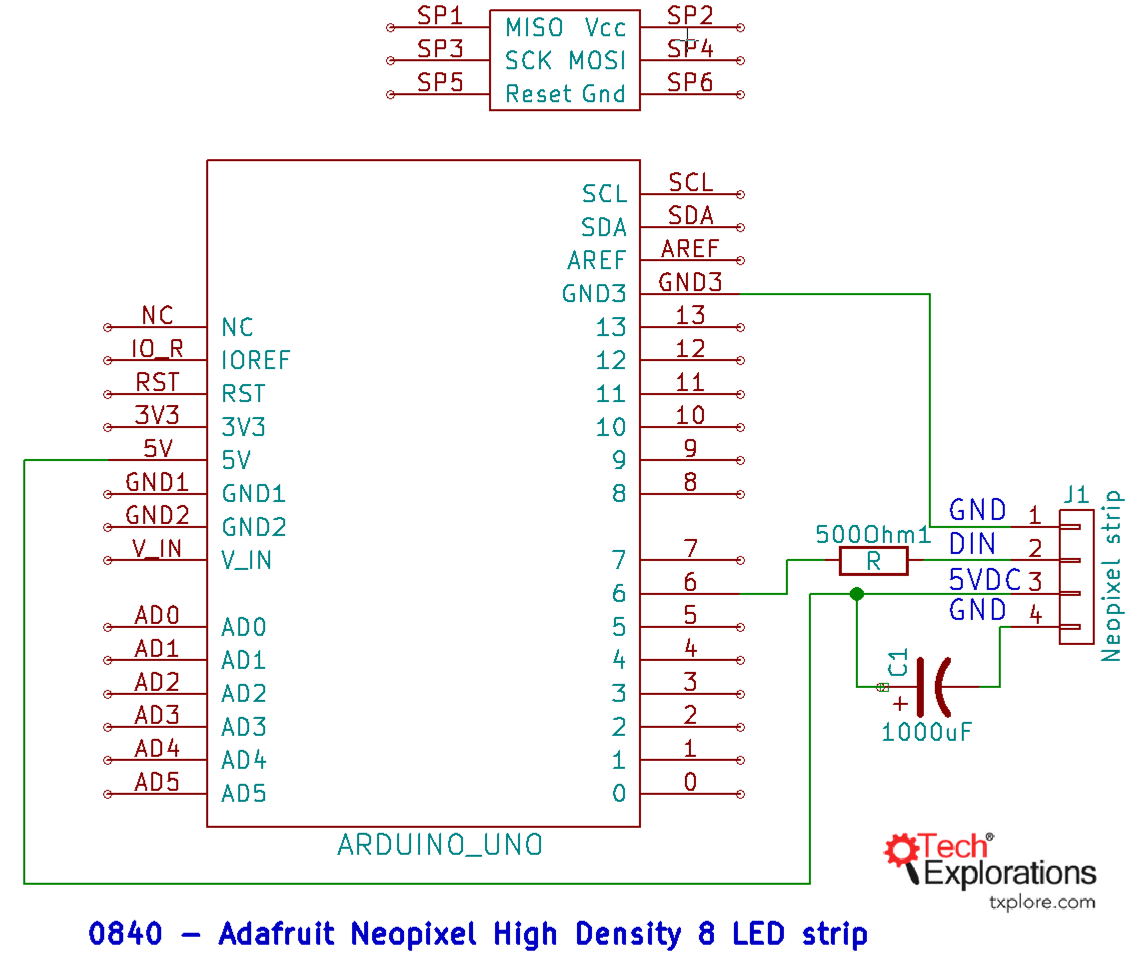 SP1
MISO Vcc
SP2
SP3
SCK MOSI
SP4
SP5
Reset Gnd
SP6
SCL SCL
SDA SDA
AREF AREF
GND3 GND3
NC NC
13 13
IO_R IOREF
12 12
RST RST
11 11
3V3 3V3
10 10
5V 5V
9 9
GND1 GND1
8 8
GND2 GND2
V_IN V_IN
7 7
6 6
AD0 AD0
5 5
AD1 AD1
4 4
AD2 AD2
3 3
AD3 AD3
2 2
AD4 AD4
1 1
AD5 AD5
0 0
ARDUINO_UNO
J1
Neopixel strip
GND 1
500Ohm1
R
DIN 2
5VDC 3
GND 4
C1
+
1000uF
Tech®
Explorations
txplore.com
0840 - Adafruit Neopixel High Density 8 LED strip